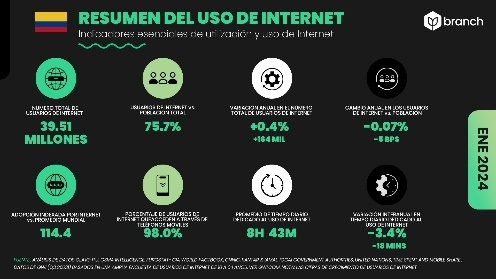 RESUMEN DEL USO DE INTERNET
Indicadores esenciales de utilización y uso de Internet
branch
NÚMERO TOTAL DE
USUARIOS DE INTERNET
39.51
MILLONES
USUARIOS DE INTERNET vs.
POBLACIÓN TOTAL
75.7%
VARIACIÓN ANUAL EN EL NÚMERO
TOTAL DE USUARIOS DE INTERNET
+0.4%
+164 MIL
CAMBIO ANUAL EN LOS USUARIOS
DE INTERNET vs. POBLACIÓN
-0.07%
-5 BPS
ENE 2024
ADOPCIÓN INDEXADA POR INTERNET
vs. PROMEDIO MUNDIAL
114.4
PORCENTAJE DE USUARIOS DE
INTERNET QUE ACCEDEN A TRAVÉS DE
TELÉFONOS MÓVILES
98.0%
PROMEDIO DE TIEMPO DIARIO
DEDICADO AL USO DE INTERNET
8H 43M
VARIACIÓN INTERANUAL EN
TIEMPO DIARIO DEDICADO AL
USO DE INTERNET
-3.4%
-18 MINS
FUENTE: